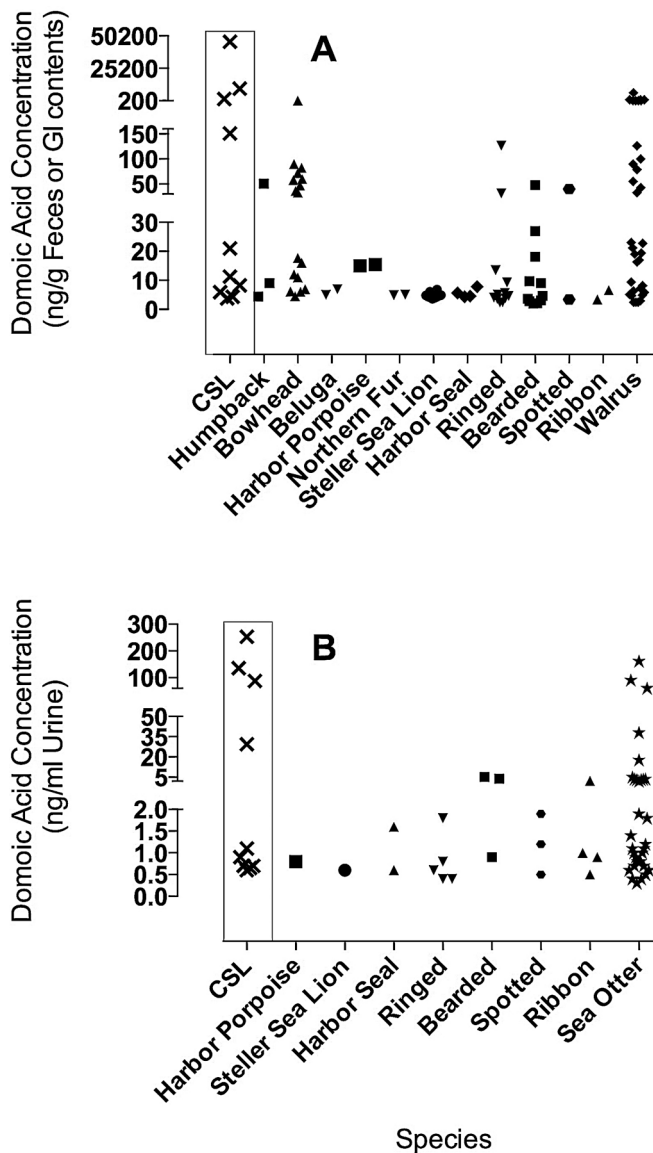 A
Domoic Acid Concentration
(ng/g Feces or GI contents)
50200
25200
200
150
100
50
30
20
10
0
CSL
Humpback
Bowhead
Beluga
Harbor Porpoise
Northern Fur
Steller Sea Lion
Harbor Seal
Ringed
Bearded
Spotted
Ribbon
Walrus
B
Domoic Acid Concentration
(ng/ml Urine)
300
200
100
50
35
20
5
2.0
1.5
1.0
0.5
0.0
CSL
Harbor Porpoise
Steller Sea Lion
Harbor Seal
Ringed
Bearded
Spotted
Ribbon
Sea Otter
Species